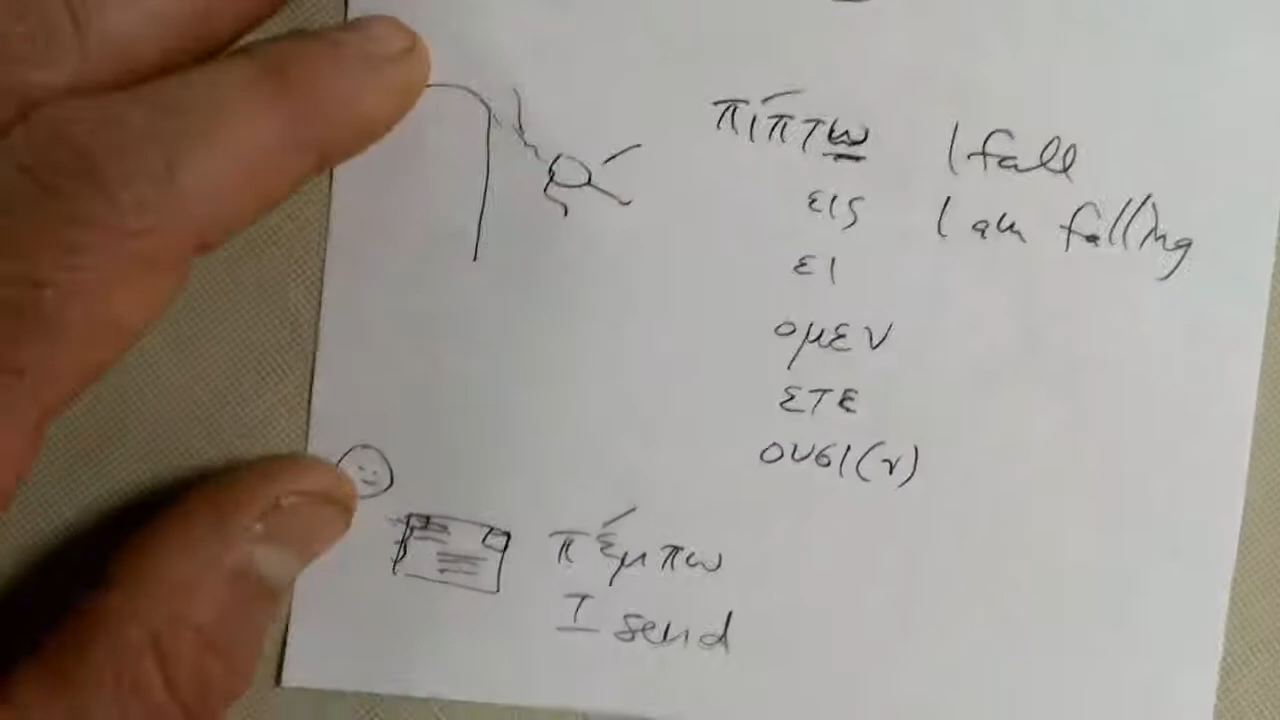 πίπτω I fall
εις I am falling
ει
ομεν
ετε
ουσι(ν)
πέμπω
I send